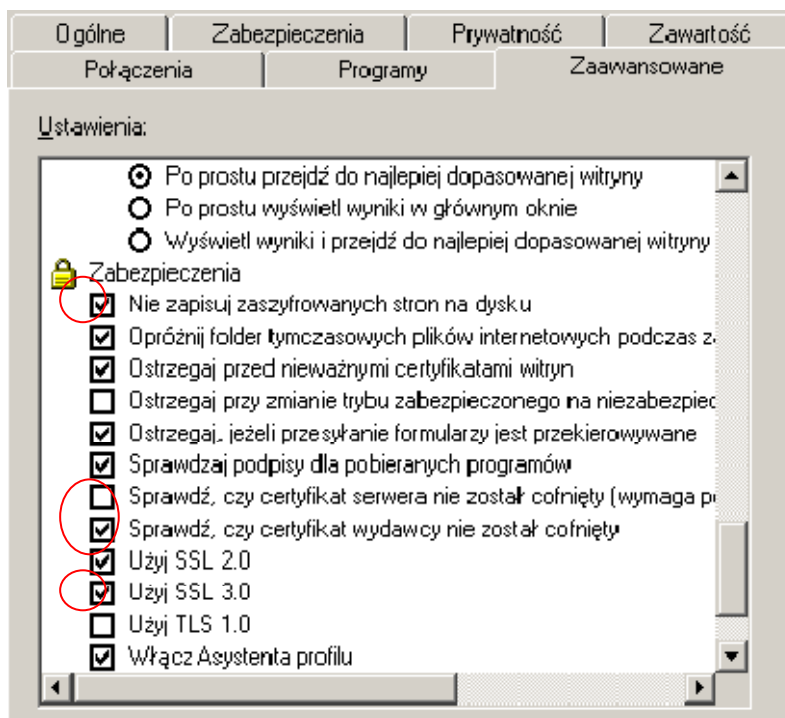 Ogólne Zabezpieczenia Prywatność Zawartość
Połączenia Programy Zaawansowane
Ustawienia:
Po prostu przejdź do najlepiej dopasowanej witryny
Po prostu wyświetl wyniki w głównym oknie
Wyświetl wyniki i przejdź do najlepiej dopasowanej witryny
Zabezpieczenia
Nie zapisuj zaszyfrowanych stron na dysku
Opróżnij folder tymczasowych plików internetowych podczas
Ostrzegaj przed nieważnymi certyfikatami witryn
Ostrzegaj przy zmianie trybu zabezpieczonego na niezabezpiec
Ostrzegaj, jeżeli przesyłanie formularzy jest przekierowywane
Sprawdzaj podpisy dla pobieranych programów
Sprawdź, czy certyfikat serwera nie został cofnięty (wymaga
Sprawdź, czy certyfikat wydawcy nie został cofnięty
Użyj SSL 2.0
Użyj SSL 3.0
Użyj TLS 1.0
Włącz Asystenta profilu